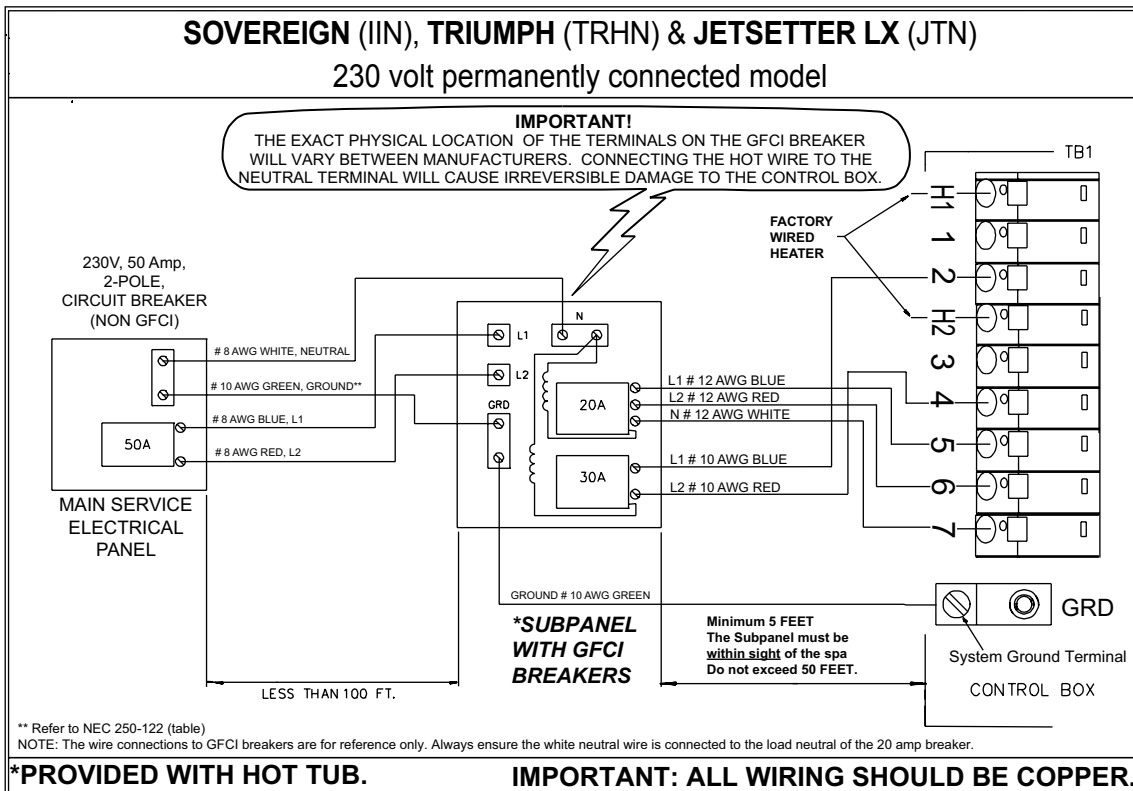 SOVEREIGN (IIN), TRIUMPH (TRHN) & JETSETTER LX (JTN)
230 volt permanently connected model
IMPORTANT!
THE EXACT PHYSICAL LOCATION OF THE TERMINALS ON THE GFCI BREAKER
WILL VARY BETWEEN MANUFACTURERS. CONNECTING THE HOT WIRE TO THE
NEUTRAL TERMINAL WILL CAUSE IRREVERSIBLE DAMAGE TO THE CONTROL BOX.
230V, 50 Amp,
2-POLE,
CIRCUIT BREAKER
(NON GFCI)
# 8 AWG WHITE, NEUTRAL
# 10 AWG GREEN, GROUND**
# 8 AWG BLUE, L1
# 8 AWG RED, L2
50A
MAIN SERVICE
ELECTRICAL
PANEL
N
L1
L2
GRD
20A
30A
L1 # 12 AWG BLUE
L2 # 12 AWG RED
N # 12 AWG WHITE
L1 # 10 AWG BLUE
L2 # 10 AWG RED
FACTORY
WIRED
HEATER
TB1
H1
1
2
H2
3
4
5
6
7
GROUND # 10 AWG GREEN
*SUBPANEL
WITH GFCI
BREAKERS
Minimum 5 FEET
The Subpanel must be
within sight of the spa
Do not exceed 50 FEET.
GRD
System Ground Terminal
CONTROL BOX
LESS THAN 100 FT.
** Refer to NEC 250-122 (table)
NOTE: The wire connections to GFCI breakers are for reference only. Always ensure the white neutral wire is connected to the load neutral of the 20 amp breaker.
*PROVIDED WITH HOT TUB.
IMPORTANT: ALL WIRING SHOULD BE COPPER.